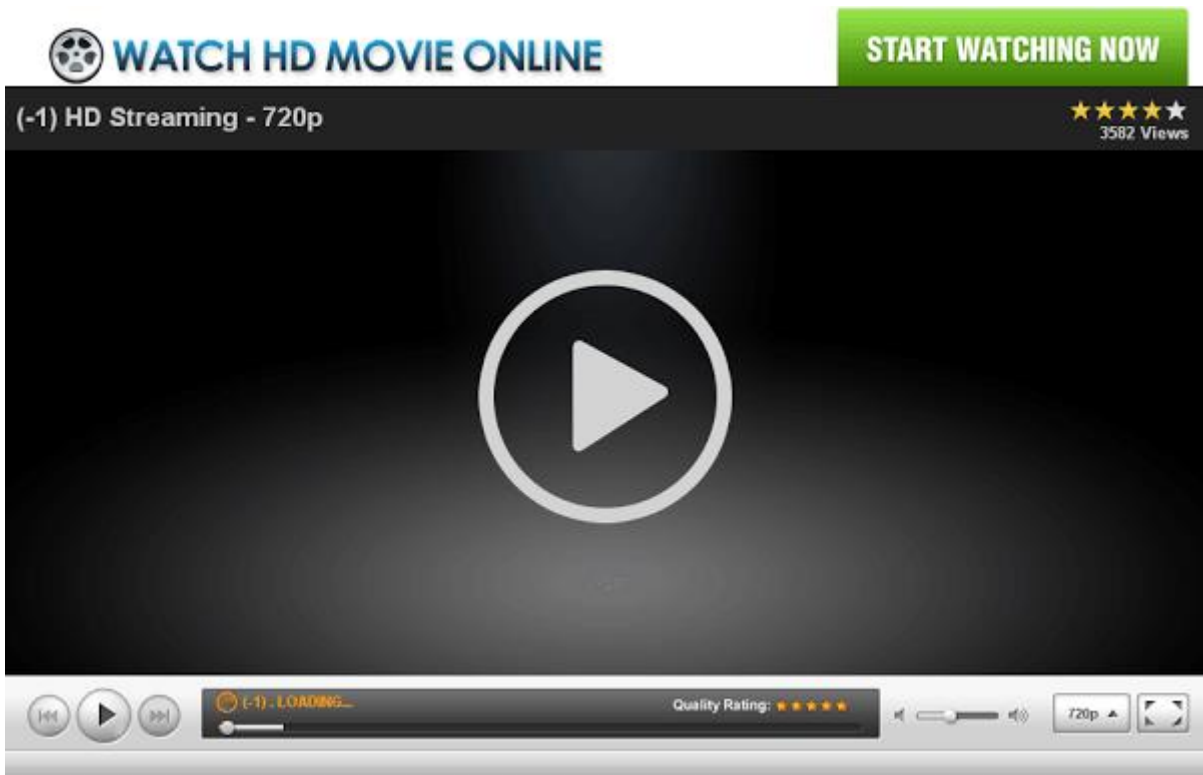 WATCH HD MOVIE ONLINE
START WATCHING NOW
(-1) HD Streaming - 720p
3582 Views
(-1) . LOADING...
Quality Rating:
720p